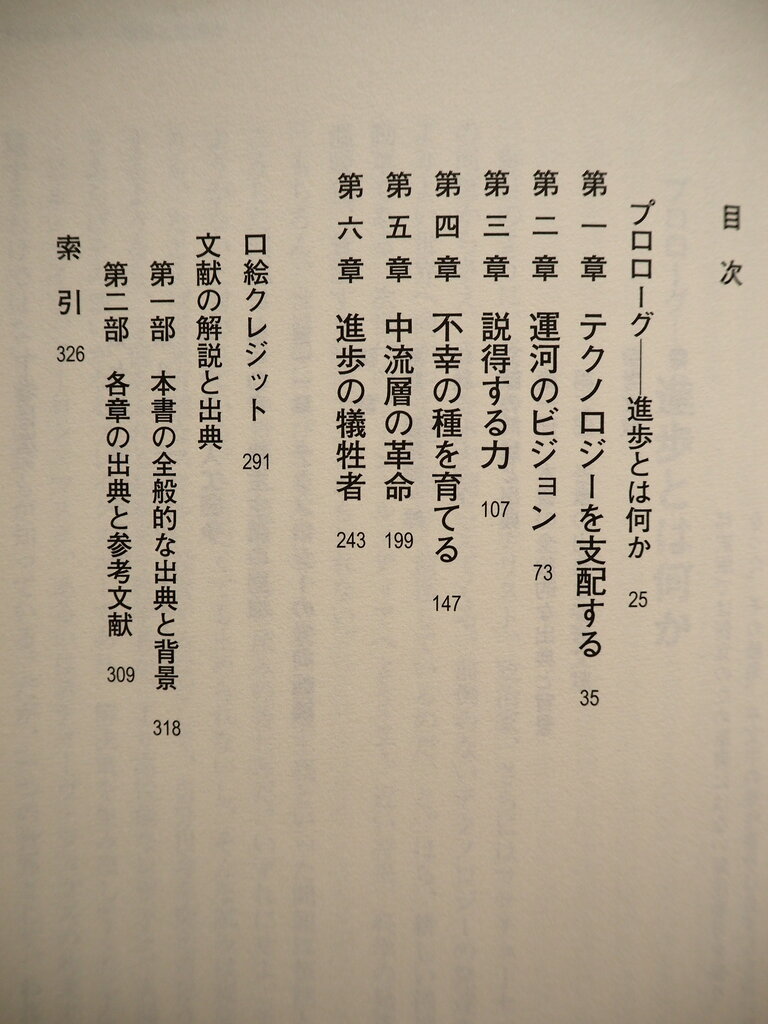 目次
プロローグ——進歩とは何か 25
第一章 テクノロジーを支配する 35
第二章 運河のビジョン 73
第三章 説得する力 107
第四章 不幸の種を育てる 147
第五章 中流層の革命 199
第六章 進歩の犠牲者 243
口絵クレジット 291
文献の解説と出典
第一部 本書の全般的な出典と背景 318
第二部 各章の出典と参考文献 309
索引 326